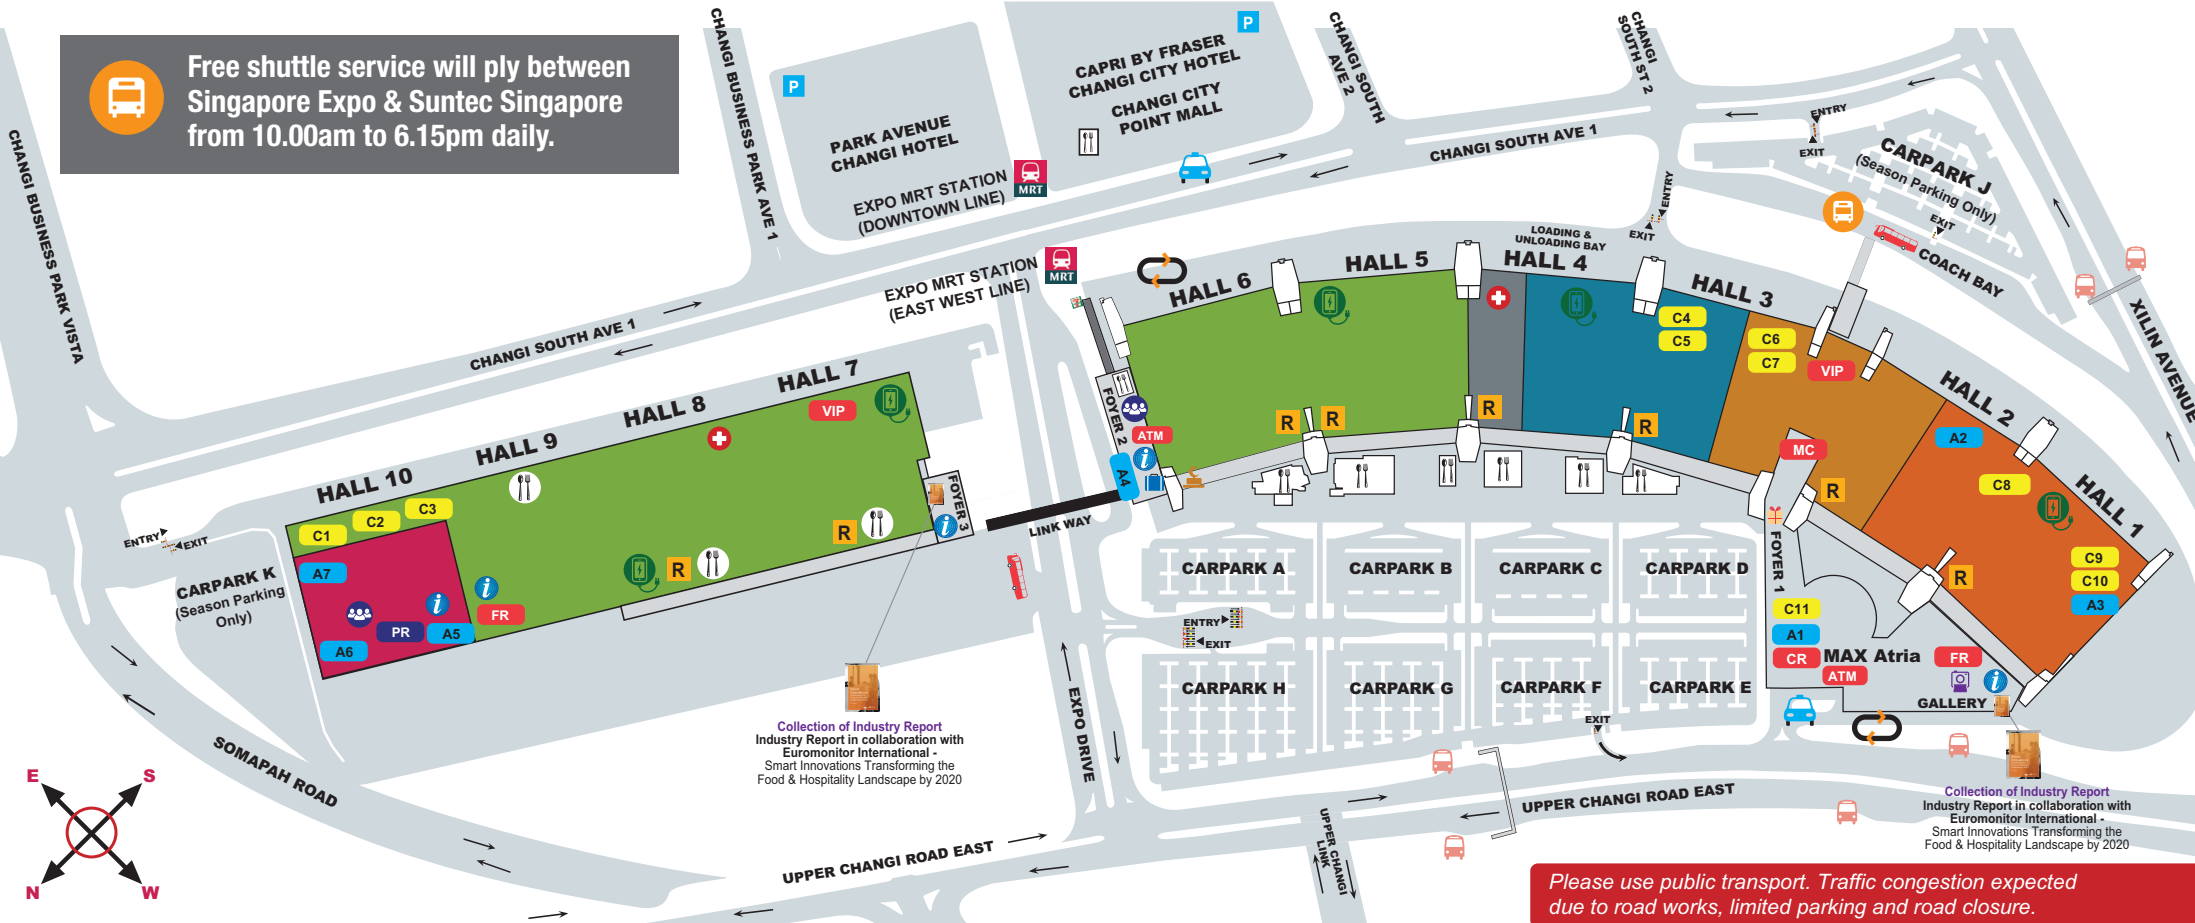 Free shuttle service will ply between
Singapore Expo & Suntec Singapore
from 10.00am to 6.15pm daily.
CHANGI BUSINESS PARK VISTA
CHANGI BUSINESS PARK AVE 1
P
P
PARK AVENUE
CHANGI HOTEL
CAPRI BY FRASER
CHANGI CITY HOTEL
CHANGI CITY
POINT MALL
CHANGI SOUTH
AVE 2
CHANGI
SOUTH ST 2
EXPO MRT STATION
(DOWNTOWN LINE)
MRT
CHANGI SOUTH AVE 1
ENTRY
EXIT
CARPARK J
(Season Parking
Only)
EXIT
ENTRY
EXIT
COACH BAY
XILIN AVENUE
LOADING &
UNLOADING BAY
EXPO MRT STATION
(EAST WEST LINE)
MRT
CHANGI SOUTH AVE 1
HALL 6
HALL 5
HALL 4
HALL 3
HALL 2
HALL 1
C4
C5
C6
C7
VIP
MC
A2
C8
C9
C10
A3
R
R
R
R
R
R
FOYER 2
ATM
A4
HALL 10
HALL 9
HALL 8
HALL 7
VIP
C1
C2
C3
A7
PR
A5
A6
FR
R
R
FOYER 3
LINK WAY
ENTRY
EXIT
CARPARK K
(Season Parking
Only)
CARPARK A
CARPARK B
CARPARK C
CARPARK D
ENTRY
EXIT
CARPARK H
CARPARK G
CARPARK F
CARPARK E
EXIT
FOYER 1
C11
A1
CR
MAX Atria
ATM
FR
GALLERY
Collection of Industry Report
Industry Report in collaboration with
Euromonitor International -
Smart Innovations Transforming the
Food & Hospitality Landscape by 2020
EXPO DRIVE
SOMAPAH ROAD
E
S
N
W
UPPER CHANGI ROAD EAST
UPPER CHANGI
LINK
UPPER CHANGI ROAD EAST
Collection of Industry Report
Industry Report in collaboration with
Euromonitor International -
Smart Innovations Transforming the
Food & Hospitality Landscape by 2020
Please use public transport. Traffic congestion expected
due to road works, limited parking and road closure.